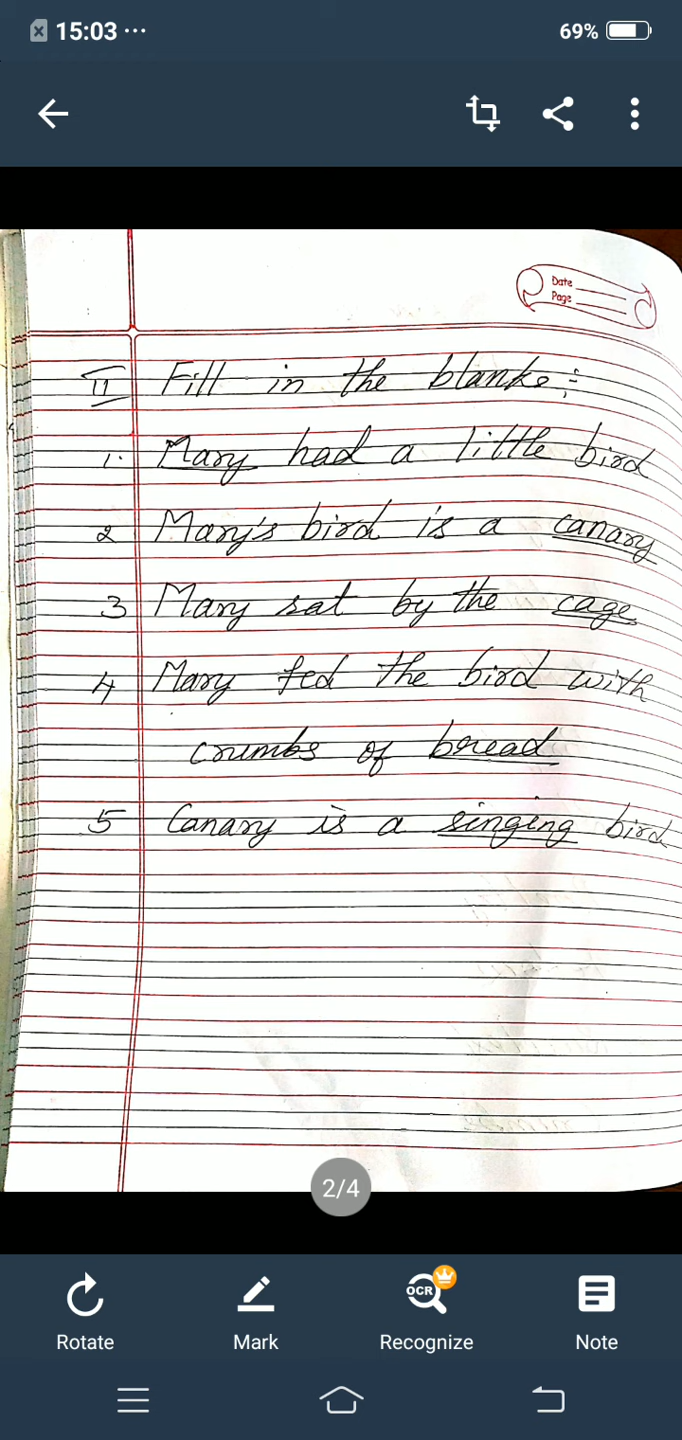 15:03 ...
69%
Date
Page
II Fill in the blanks :-
1. Mary had a little bird
2 Mary's bird is a canary
3 Mary sat by the cage
4 Mary fed the bird with
crumbs of bread
5 Canary is a singing bird
2/4
OCR
Rotate Mark Recognize Note